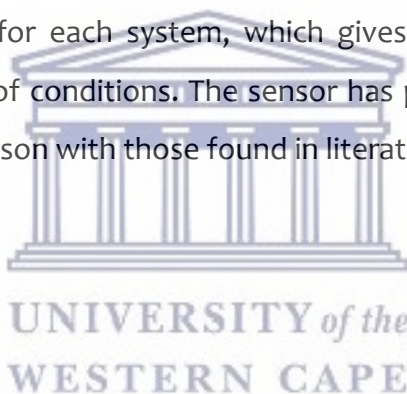 for each system, which gives
of conditions. The sensor has p
son with those found in literat
UNIVERSITY of the
WESTERN CAPE